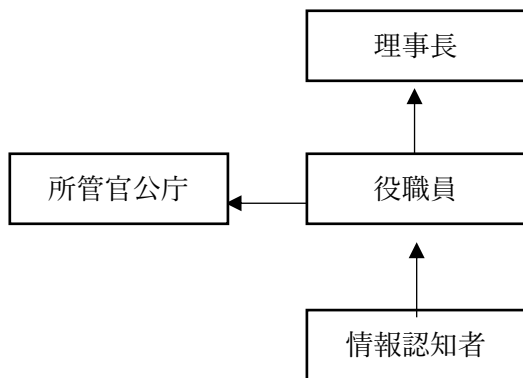 理事長
所管官公庁
役職員
情報認知者